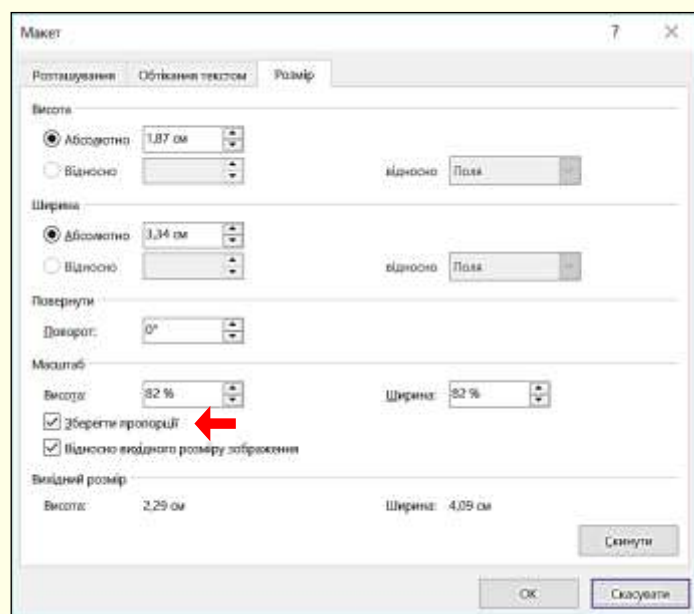 Макет ?
Розташування Обтікання текстом Розмір
Висота
Абсолютно 1,87 см
Відносно відносно Поля
Ширина
Абсолютно 3,34 см
Відносно відносно Поля
Повернути
Поворот: 0°
Масштаб
Висота: 82 % Ширина: 82 %
Зберегти пропорції
Відносно вихідного розміру зображення
Вихідний розмір
Висота: 2,29 см Ширина: 4,09 см
Скинути
ОК Скасувати